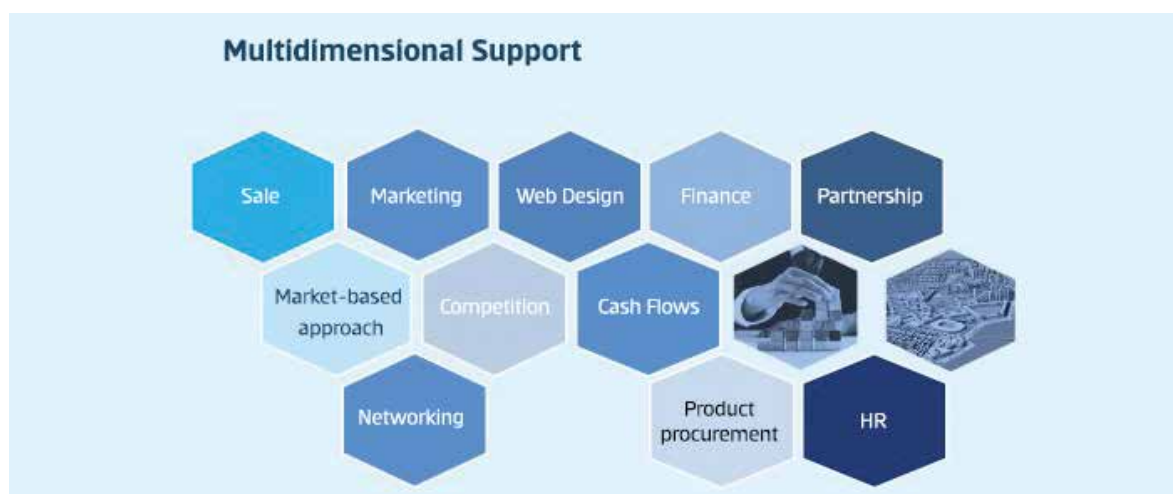 Multidimensional Support
Sale
Marketing
Web Design
Finance
Partnership
Market-based
approach
Competition
Cash Flows
Networking
Product
procurement
HR